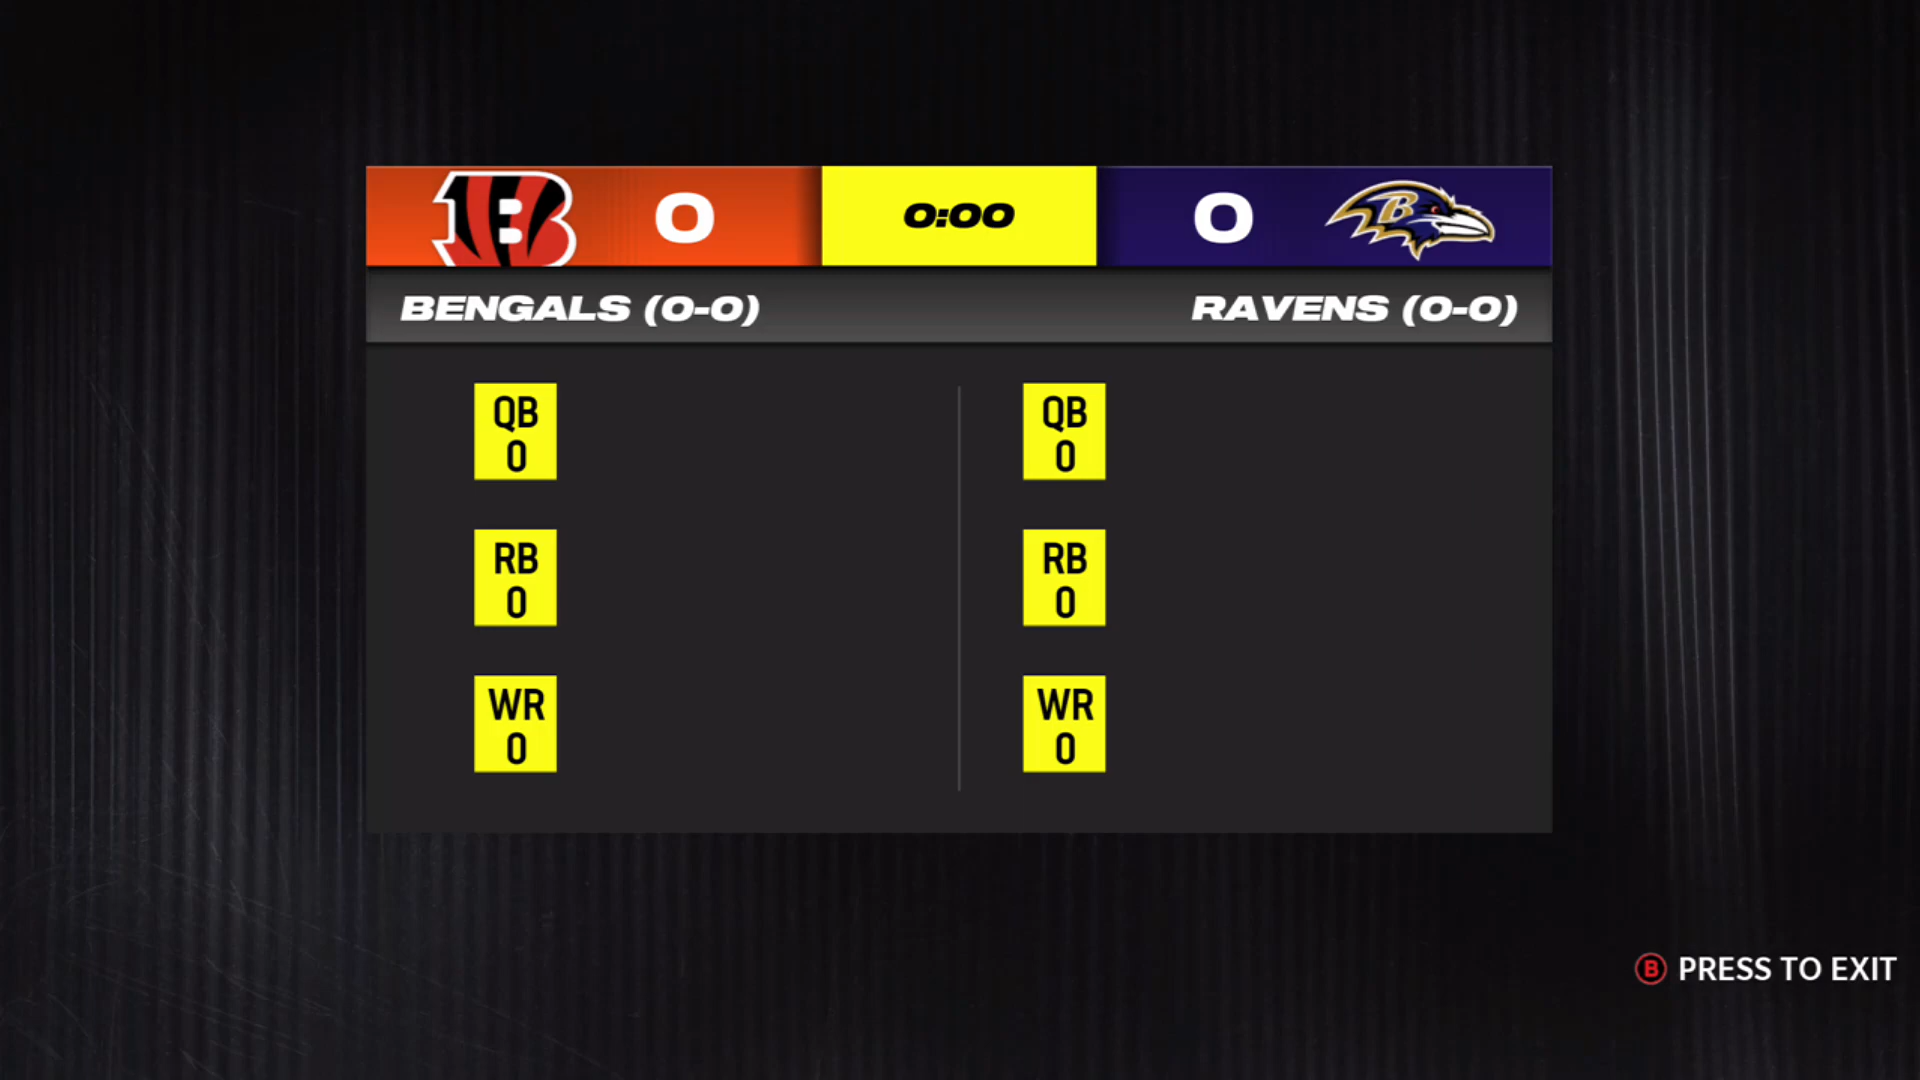 0 0:00 0
BENGALS (0-0) RAVENS (0-0)
QB
0
QB
0
RB
0
RB
0
WR
0
WR
0
B PRESS TO EXIT